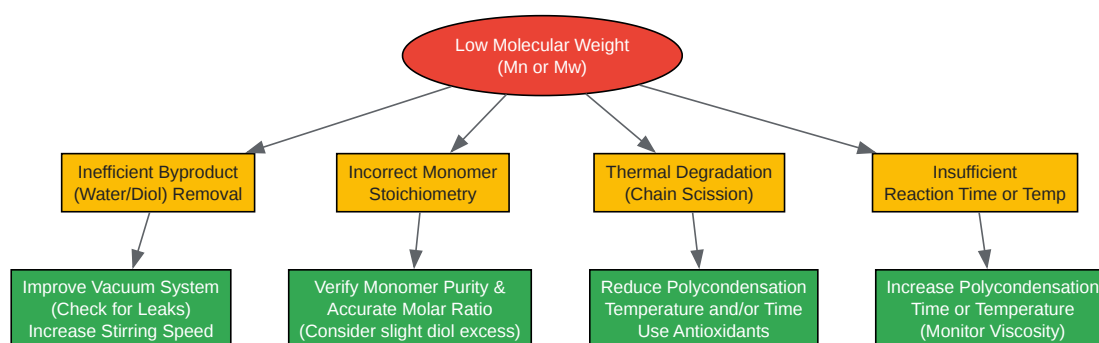 Low Molecular Weight
(Mn or Mw)
Inefficient Byproduct
(Water/Diol) Removal
Incorrect Monomer
Stoichiometry
Thermal Degradation
(Chain Scission)
Insufficient
Reaction Time or Temp
Improve Vacuum System
(Check for Leaks)
Increase Stirring Speed
Verify Monomer Purity &
Accurate Molar Ratio
(Consider slight diol excess)
Reduce Polycondensation
Temperature and/or Time
Use Antioxidants
Increase Polycondensation
Time or Temperature
(Monitor Viscosity)